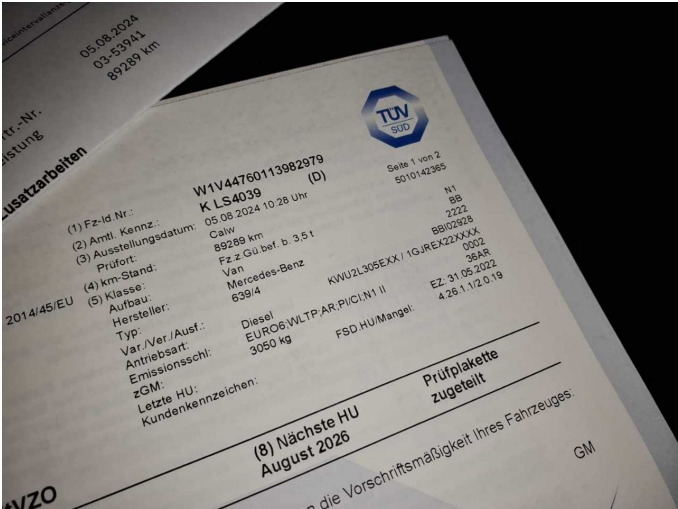 05.08.2024
03-53941
89289 km
rtr.-Nr.
istung
usatzarbeiten
TÜV
SÜD
Seite 1 von 2
5010142365
(1) Fz-Id.Nr.: W1V44760113982979
(2) Amtl. Kennz.: K LS4039 (D)
(3) Ausstellungsdatum: 05.08.2024 10:28 Uhr
Prüfort: Calw
(4) km-Stand: 89289 km N1
2014/45/EU (5) Klasse: Fz.z.Gü.bef. b. 3,5 t BB
Aufbau: Van 2222
Hersteller: Mercedes-Benz BBI02928
Typ: 639/4 KWU2L305EXX / 1GJREX22XXXX
Var./Ver./Ausf.: 0002
Antriebsart: Diesel 36AR
Emissionsschl: EURO6;WLTP;AR;PI/CI;N1 II EZ: 31.05.2022
zGM: 3050 kg FSD.HU/Mangel: 4.26.1.1/2.0.19
Letzte HU:
Kundenkennzeichen:
(8) Nächste HU Prüfplakette
August 2026 zugeteilt
tVZO
n die Vorschriftsmäßigkeit Ihres Fahrzeuges:
GM